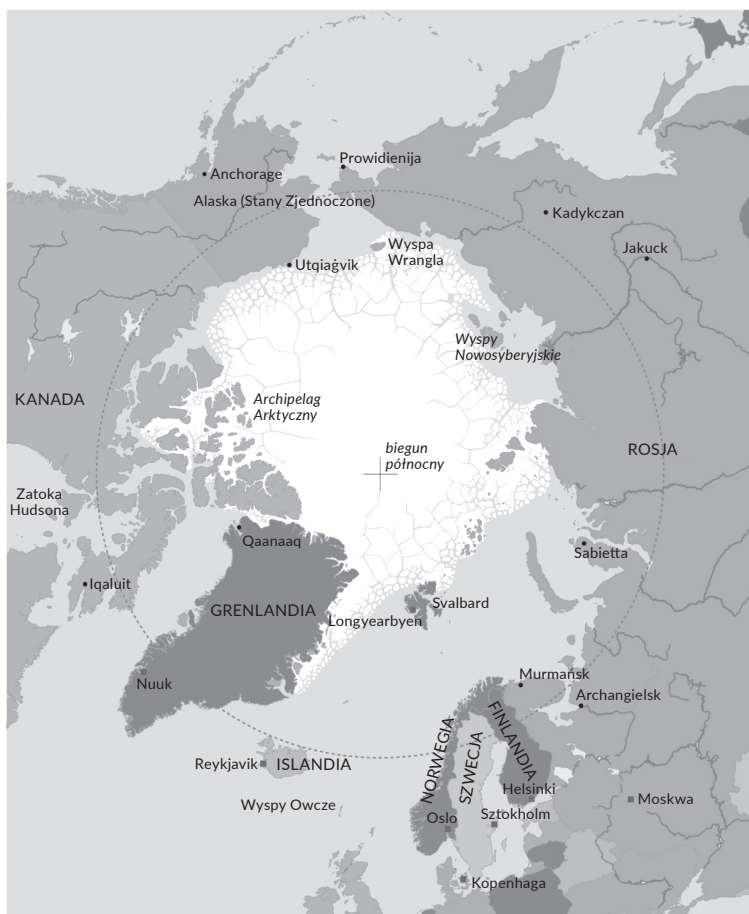 Prowidienija
Anchorage
Alaska (Stany Zjednoczone)
Kadykczan
Wyspa
Wrangla
Jakuck
Utqiaġvik
Wyspy
Nowosyberyjskie
KANADA
Archipelag
Arktyczny
biegun
północny
ROSJA
Zatoka
Hudsona
Qaanaaq
Sabietta
Iqaluit
Svalbard
GRENLANDIA
Longyearbyen
Nuuk
Murmańsk
Archangielsk
NORWEGIA
SZWECJA
FINLANDIA
Reykjavik
ISLANDIA
Wyspy Owcze
Helsinki
Moskwa
Oslo
Sztokholm
Kopenhaga